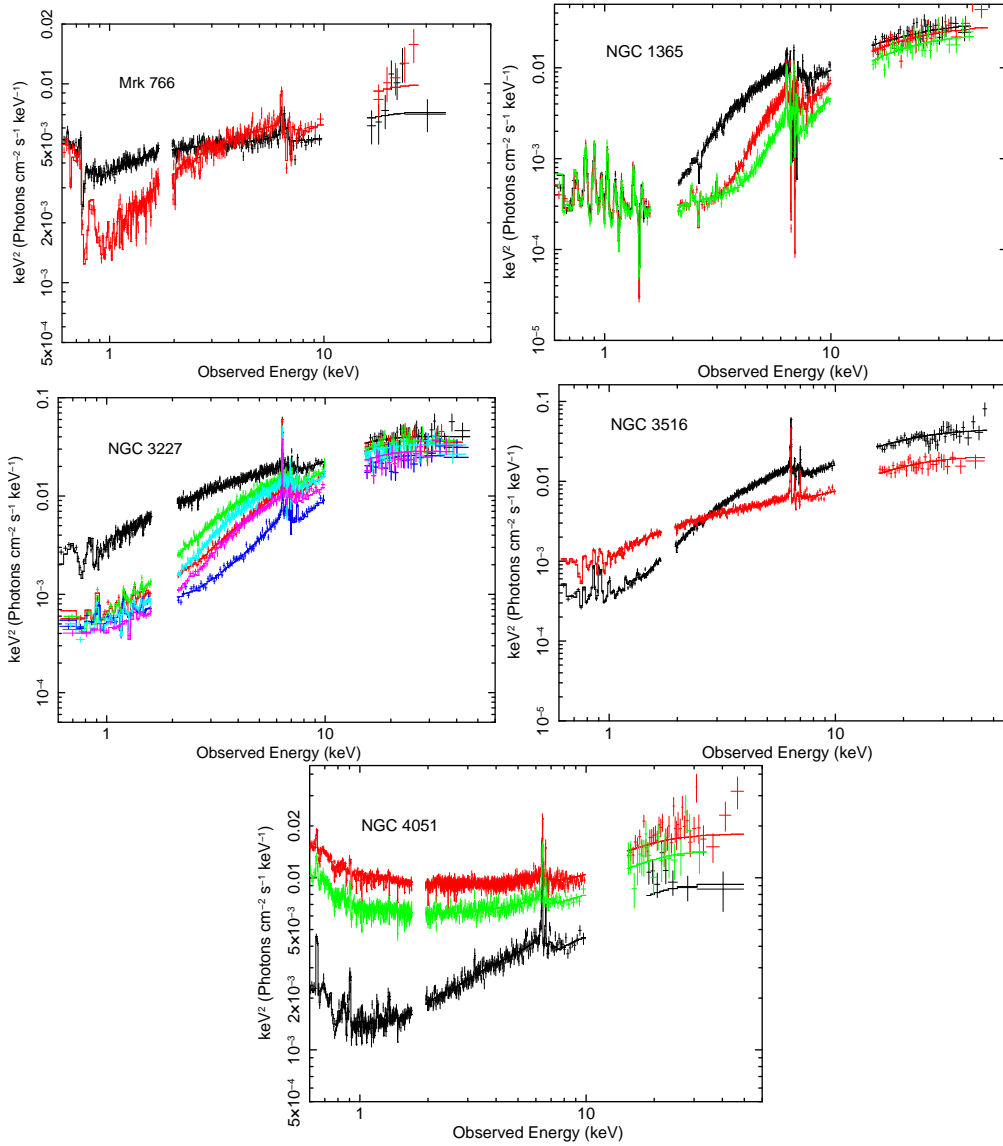 Mrk 766
keV² (Photons cm⁻² s⁻¹ keV⁻¹)
0.02
0.01
5×10⁻³
2×10⁻³
10⁻³
5×10⁻⁴
1
10
Observed Energy (keV)
NGC 1365
keV² (Photons cm⁻² s⁻¹ keV⁻¹)
0.01
10⁻³
10⁻⁴
10⁻⁵
1
10
Observed Energy (keV)
NGC 3227
keV² (Photons cm⁻² s⁻¹ keV⁻¹)
0.1
0.01
10⁻³
10⁻⁴
1
10
Observed Energy (keV)
NGC 3516
keV² (Photons cm⁻² s⁻¹ keV⁻¹)
0.1
0.01
10⁻³
10⁻⁴
10⁻⁵
1
10
Observed Energy (keV)
NGC 4051
keV² (Photons cm⁻² s⁻¹ keV⁻¹)
0.02
0.01
5×10⁻³
2×10⁻³
10⁻³
5×10⁻⁴
1
10
Observed Energy (keV)